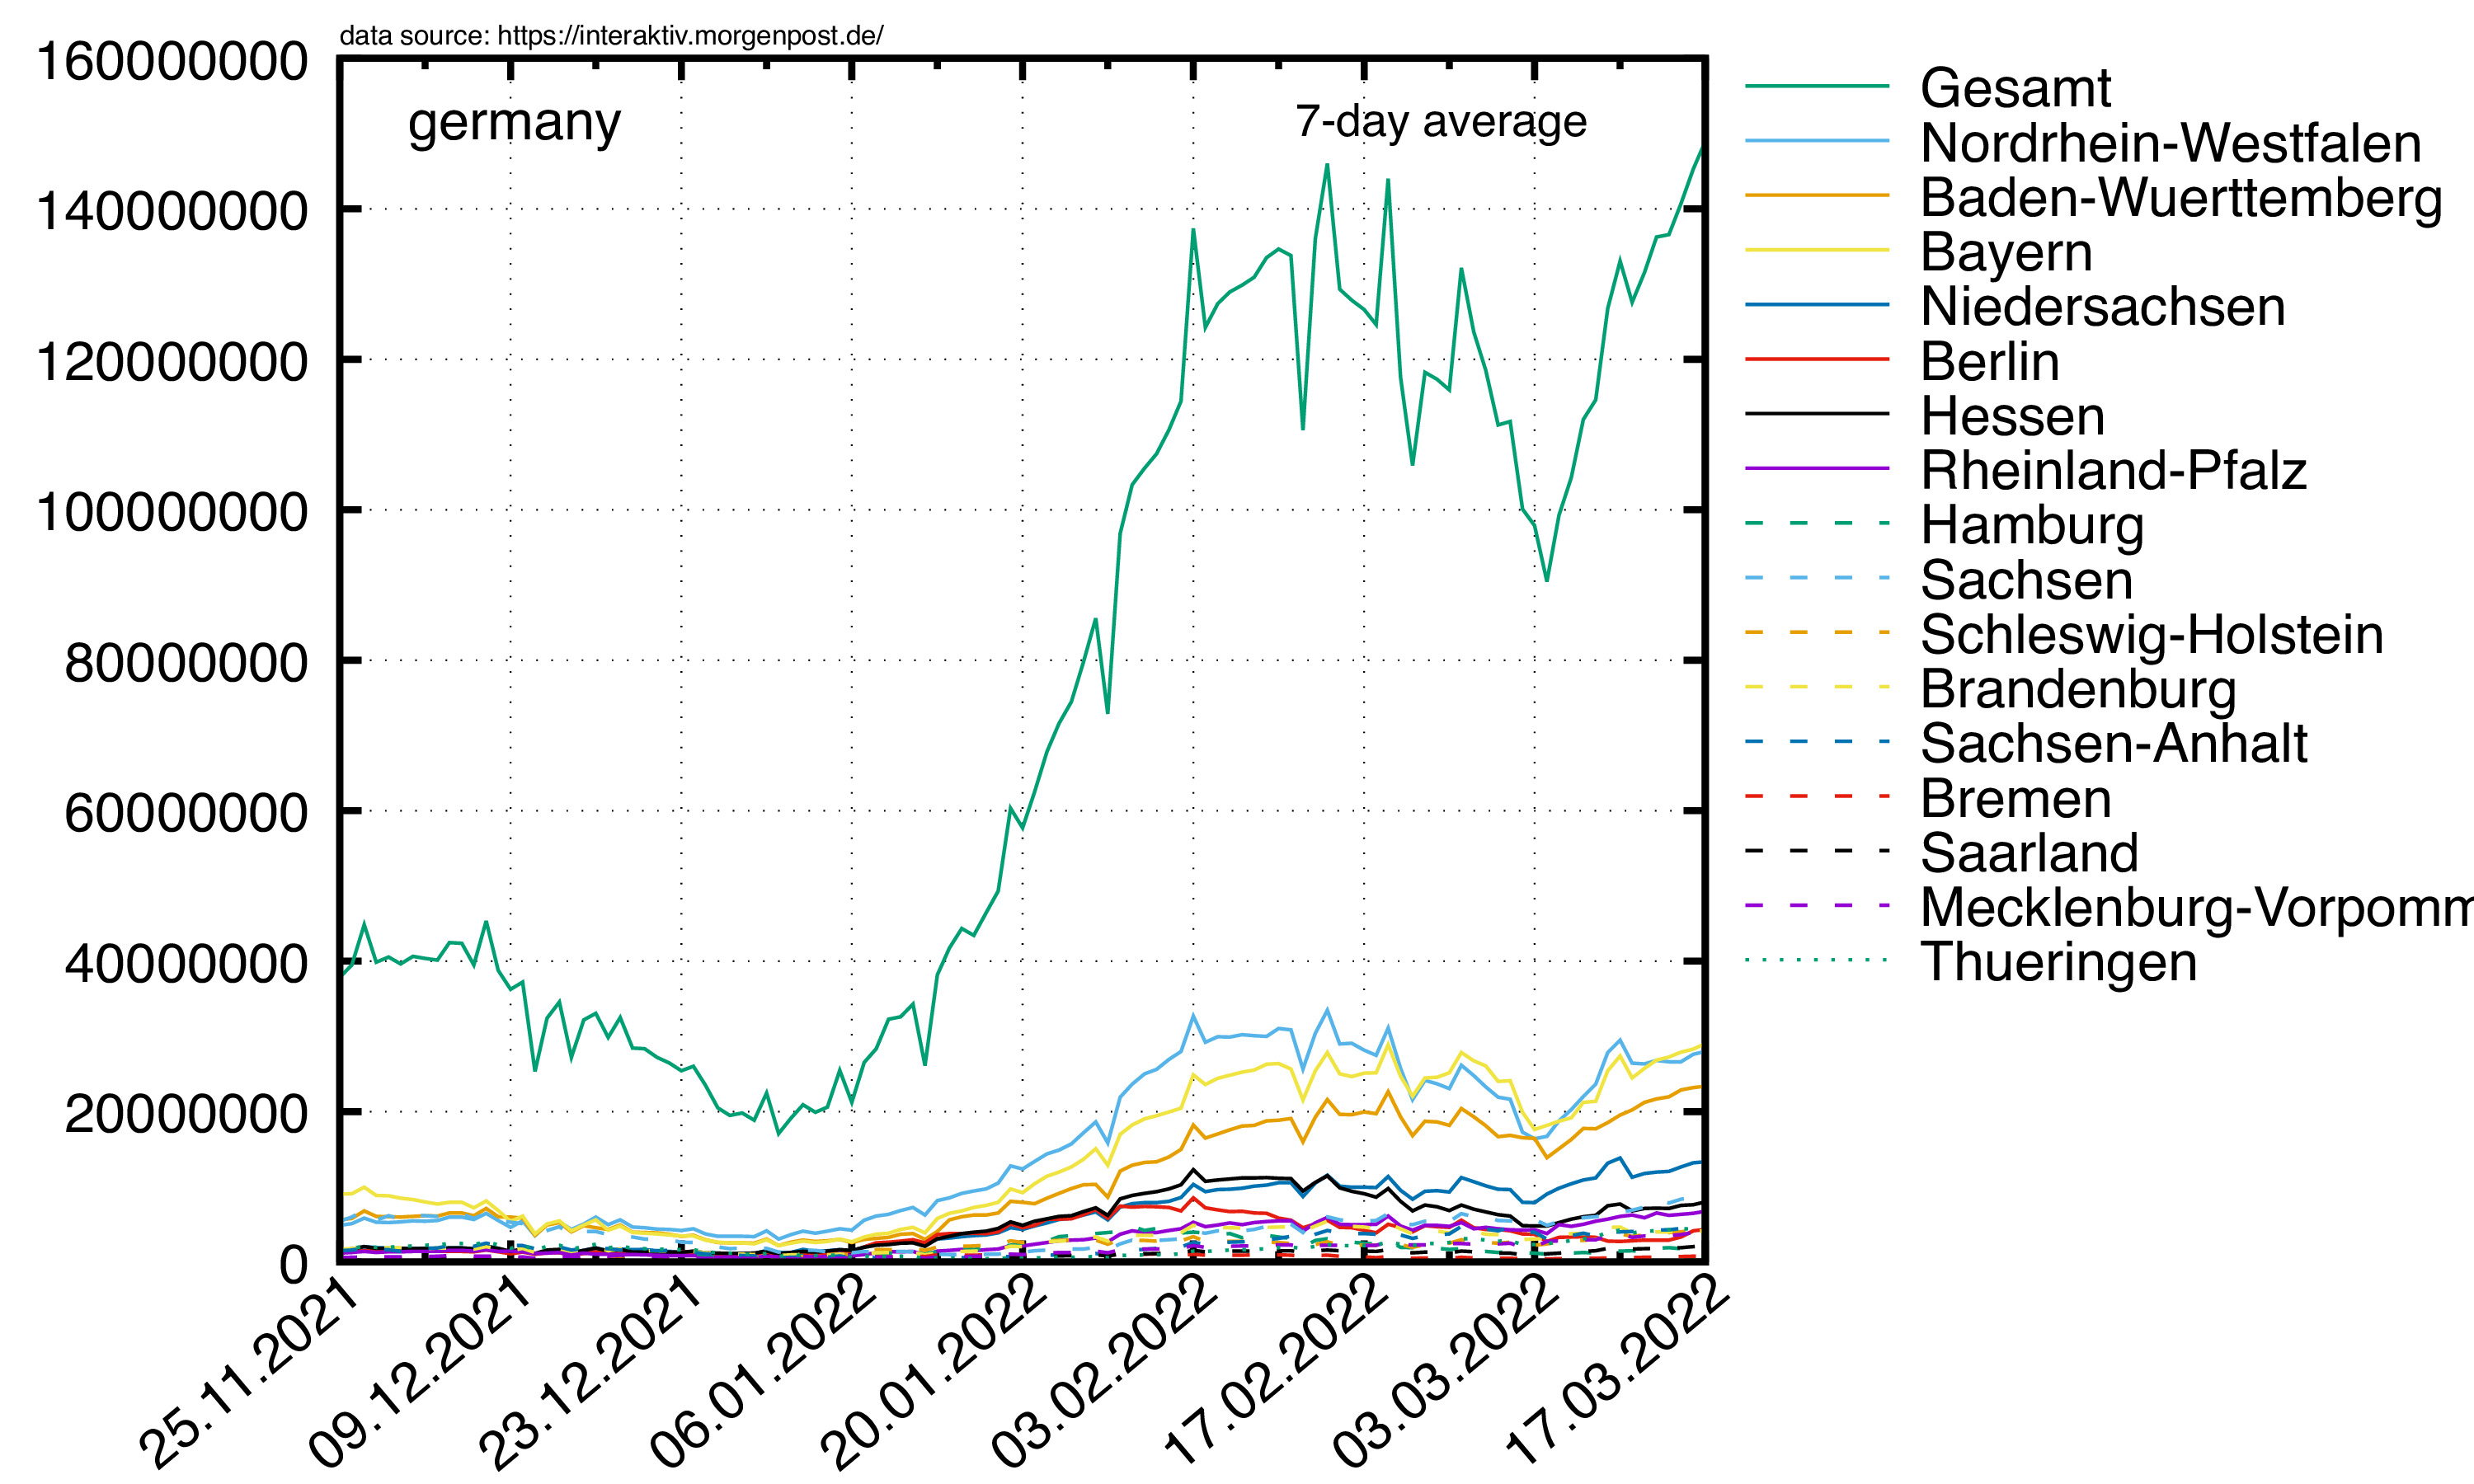 data source: https://interaktiv.morgenpost.de/
160000000
140000000
120000000
100000000
80000000
60000000
40000000
20000000
0
germany
7-day average
25.11.2021
09.12.2021
23.12.2021
06.01.2022
20.01.2022
03.02.2022
17.02.2022
03.03.2022
17.03.2022
Gesamt
Nordrhein-Westfalen
Baden-Wuerttemberg
Bayern
Niedersachsen
Berlin
Hessen
Rheinland-Pfalz
Hamburg
Sachsen
Schleswig-Holstein
Brandenburg
Sachsen-Anhalt
Bremen
Saarland
Mecklenburg-Vorpomm
Thueringen